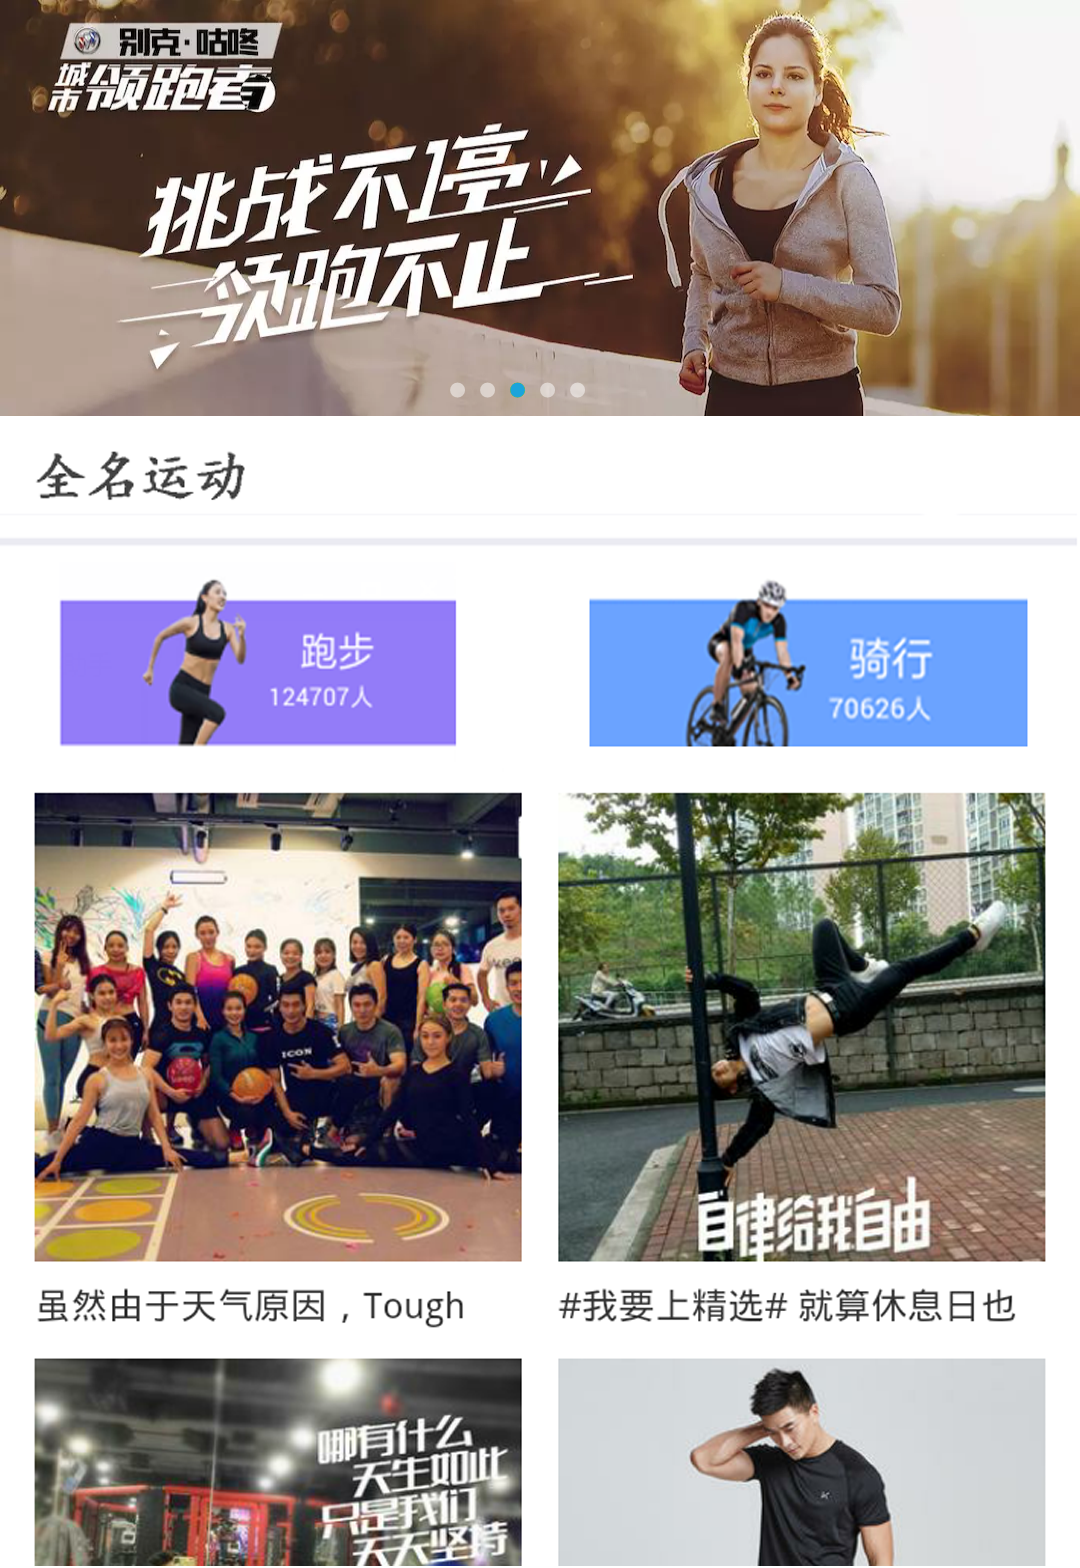 别克·咕咚
城市领跑者
挑战不停
领跑不止
全名运动
跑步
124707人
骑行
70626人
ICON
自律给我自由
虽然由于天气原因，Tough
#我要上精选# 就算休息日也
哪有什么
天生如此
只是我们
天天坚持